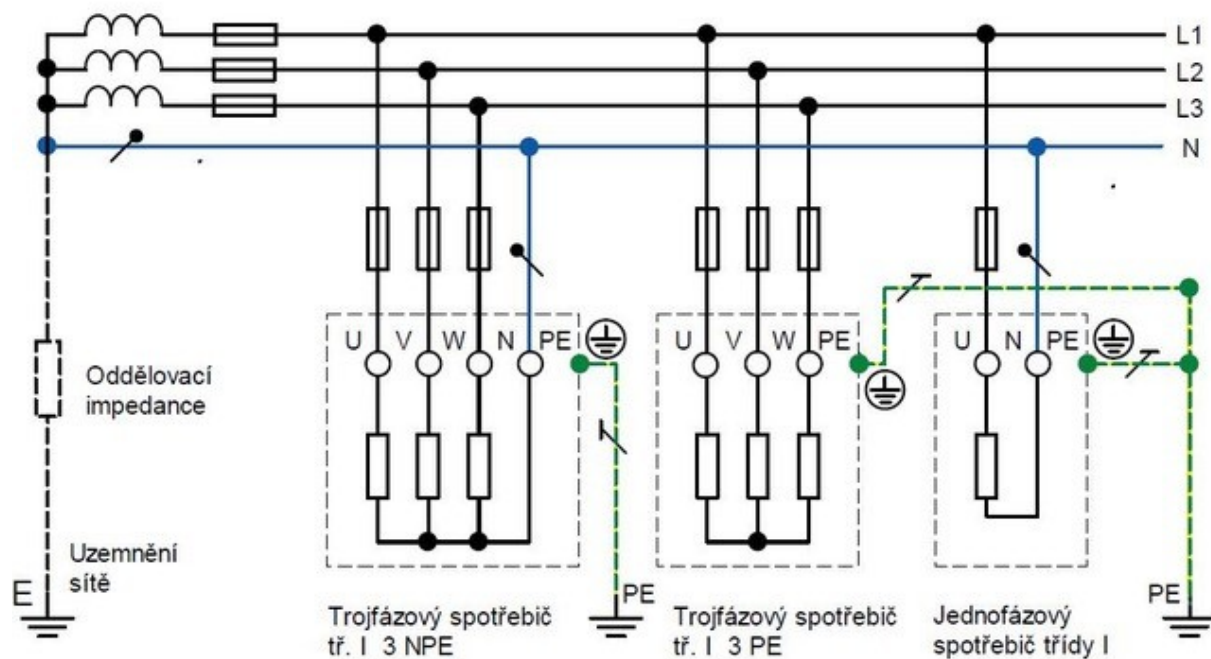 L1
L2
L3
N
U V W N PE
U V W PE
U N PE
Oddělovací
impedance
Uzemnění
sítě
E
PE
PE
Trojfázový spotřebič
tř. I 3 NPE
Trojfázový spotřebič
tř. I 3 PE
Jednofázový
spotřebič třídy I